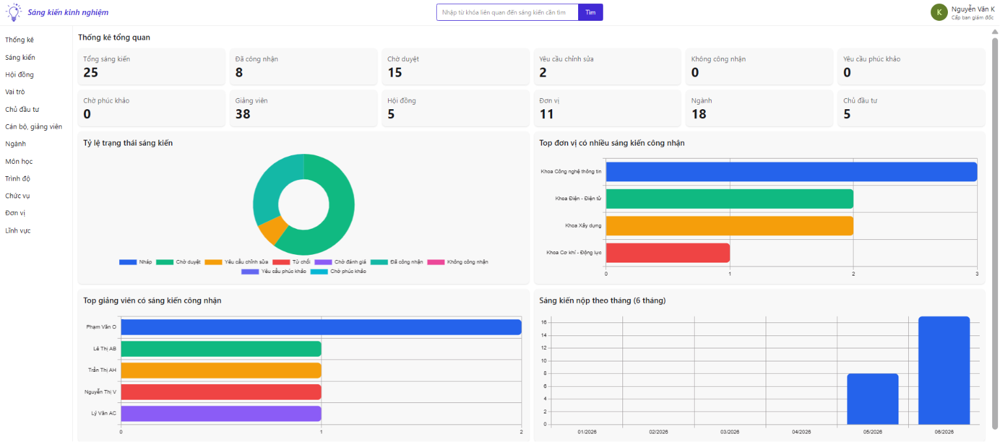 Sáng kiến kinh nghiệm
Nhập từ khóa liên quan đến sáng kiến cần tìm
Tìm
K
Nguyễn Văn K
Cấp ban giám đốc
Thống kê
Sáng kiến
Hội đồng
Vai trò
Chủ đầu tư
Cán bộ, giảng viên
Ngành
Môn học
Trình độ
Chức vụ
Đơn vị
Lĩnh vực
Thống kê tổng quan
Tổng sáng kiến
25
Đã công nhận
8
Chờ duyệt
15
Yêu cầu chỉnh sửa
2
Không công nhận
0
Yêu cầu phúc khảo
0
Chờ phúc khảo
0
Giảng viên
38
Hội đồng
5
Đơn vị
11
Ngành
18
Chủ đầu tư
5
Tỷ lệ trạng thái sáng kiến
Nháp Chờ duyệt Yêu cầu chỉnh sửa Từ chối Chờ đánh giá Đã công nhận Không công nhận
Yêu cầu phúc khảo Chờ phúc khảo
Top đơn vị có nhiều sáng kiến công nhận
Khoa Công nghệ thông tin
Khoa Điện - Điện tử
Khoa Xây dựng
Khoa Cơ khí - Động lực
0 1 2 3
Top giảng viên có sáng kiến công nhận
Phạm Văn O
Lê Thị AB
Trần Thị AH
Nguyễn Thị V
Lý Văn AC
0 1 2
Sáng kiến nộp theo tháng (6 tháng)
16
14
12
10
8
6
4
2
0
01/2026 02/2026 03/2026 04/2026 05/2026 06/2026